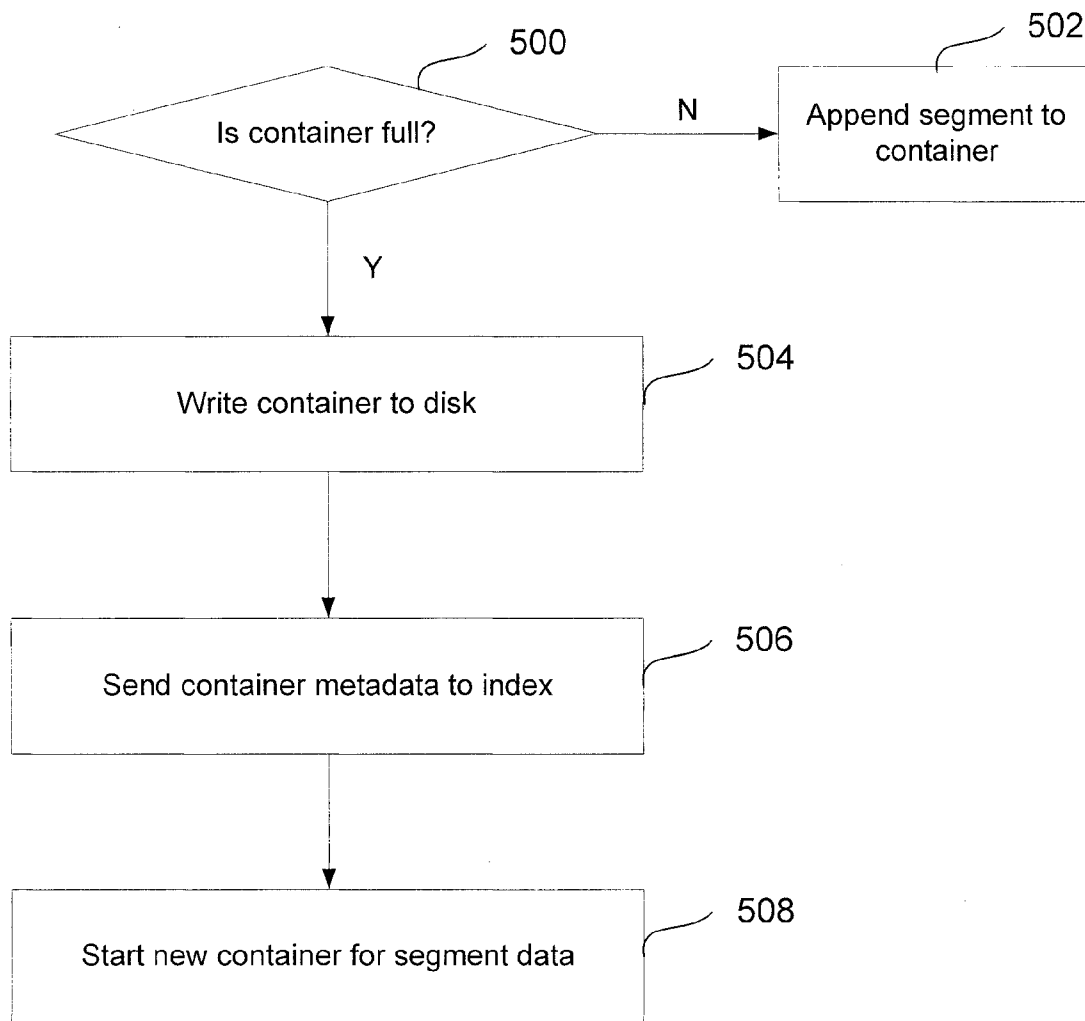 500
502
Is container full?
N
Append segment to
container
Y
504
Write container to disk
506
Send container metadata to index
508
Start new container for segment data